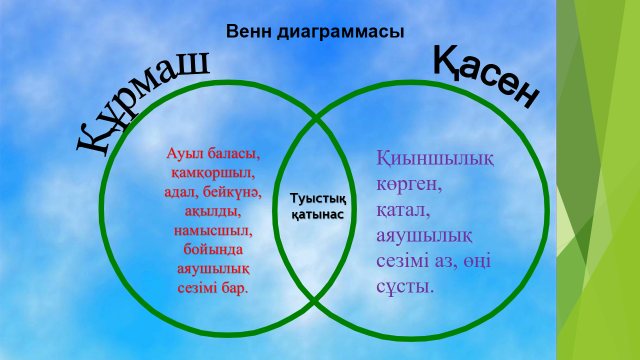 Венн диаграммасы
Құрмаш
Қасен
Ауыл баласы,
қамқоршыл,
адал, бейкүнә,
ақылды,
намысшыл,
бойында
аяушылық
сезімі бар.
Туыстық
қатынас
Қиыншылық
көрген,
қатал,
аяушылық
сезімі аз, өңі
сұсты.